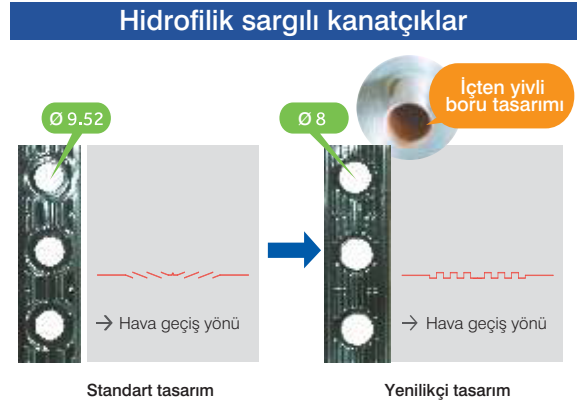 Hidrofilik sargılı kanatçıklar
Ø 9.52
Ø 8
İçten yivli
boru tasarımı
→ Hava geçiş yönü
→ Hava geçiş yönü
Standart tasarım
Yenilikçi tasarım